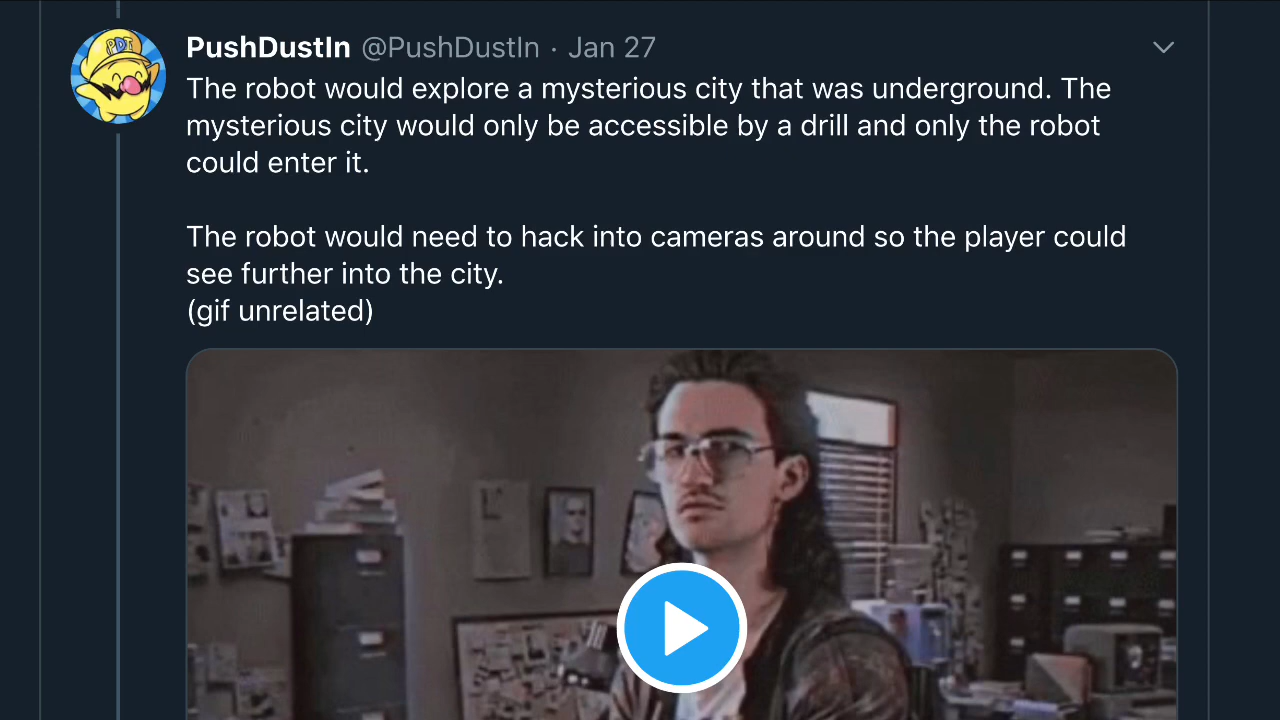 PDI
PushDustIn @PushDustIn · Jan 27
The robot would explore a mysterious city that was underground. The
mysterious city would only be accessible by a drill and only the robot
could enter it.
The robot would need to hack into cameras around so the player could
see further into the city.
(gif unrelated)